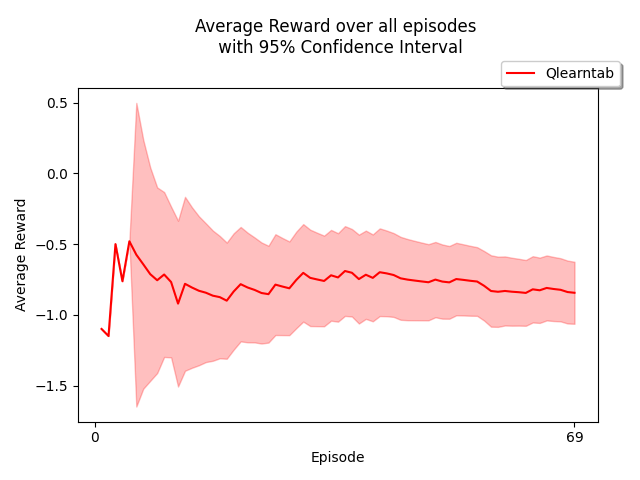 Average Reward over all episodes
with 95% Confidence Interval
Qlearntab
0.5
0.0
−0.5
−1.0
−1.5
Average Reward
0 69
Episode